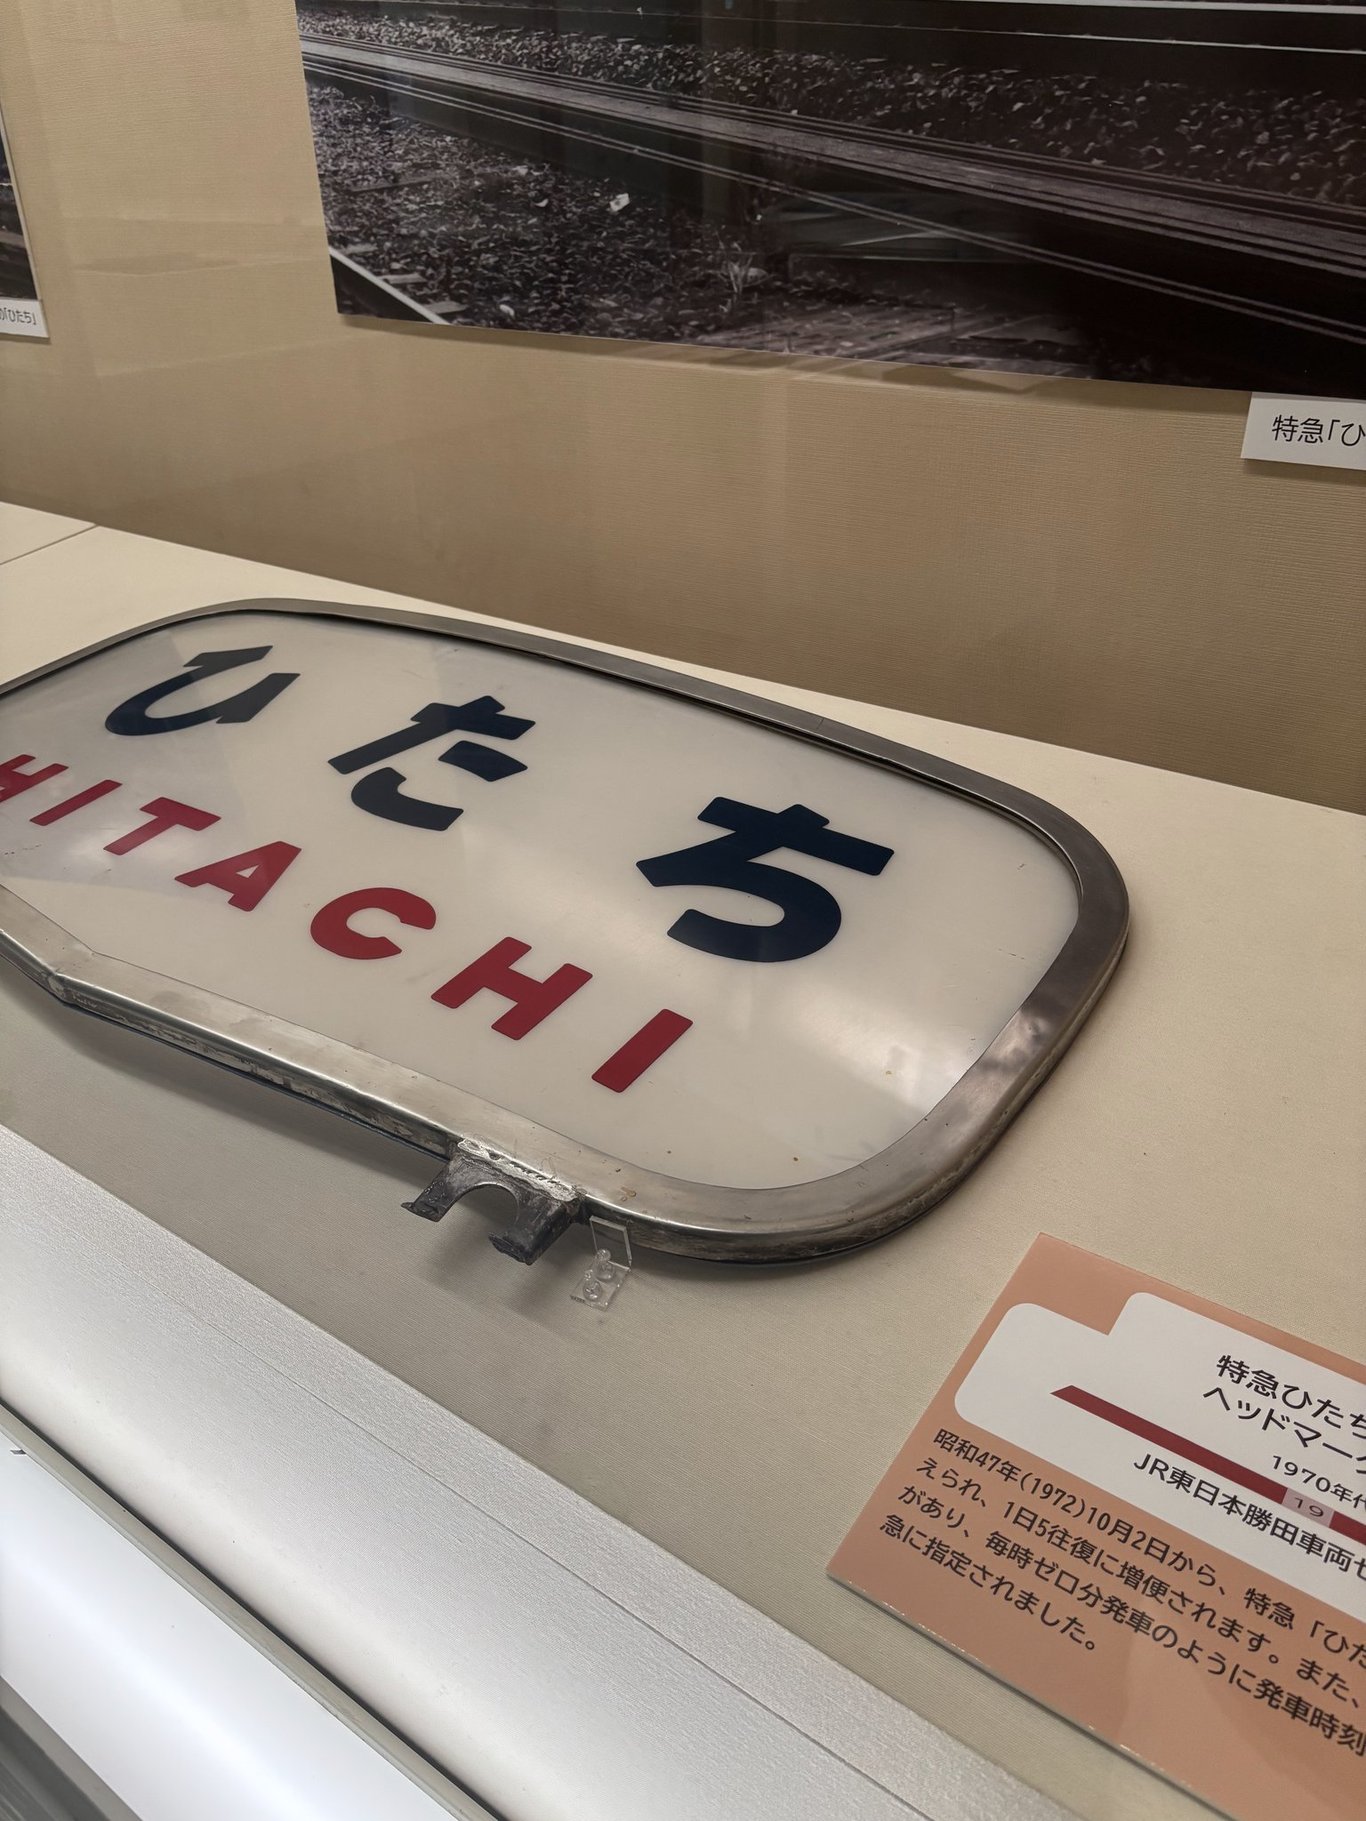 の「ひたち」
特急「ひ
ひたち
HITACHI
特急ひたち
ヘッドマーク
1970年代
19
JR東日本勝田車両セ
昭和47年(1972)10月2日から、特急「ひた
えられ、1日5往復に増便されます。また、
があり、毎時ゼロ分発車のように発車時刻
急に指定されました。